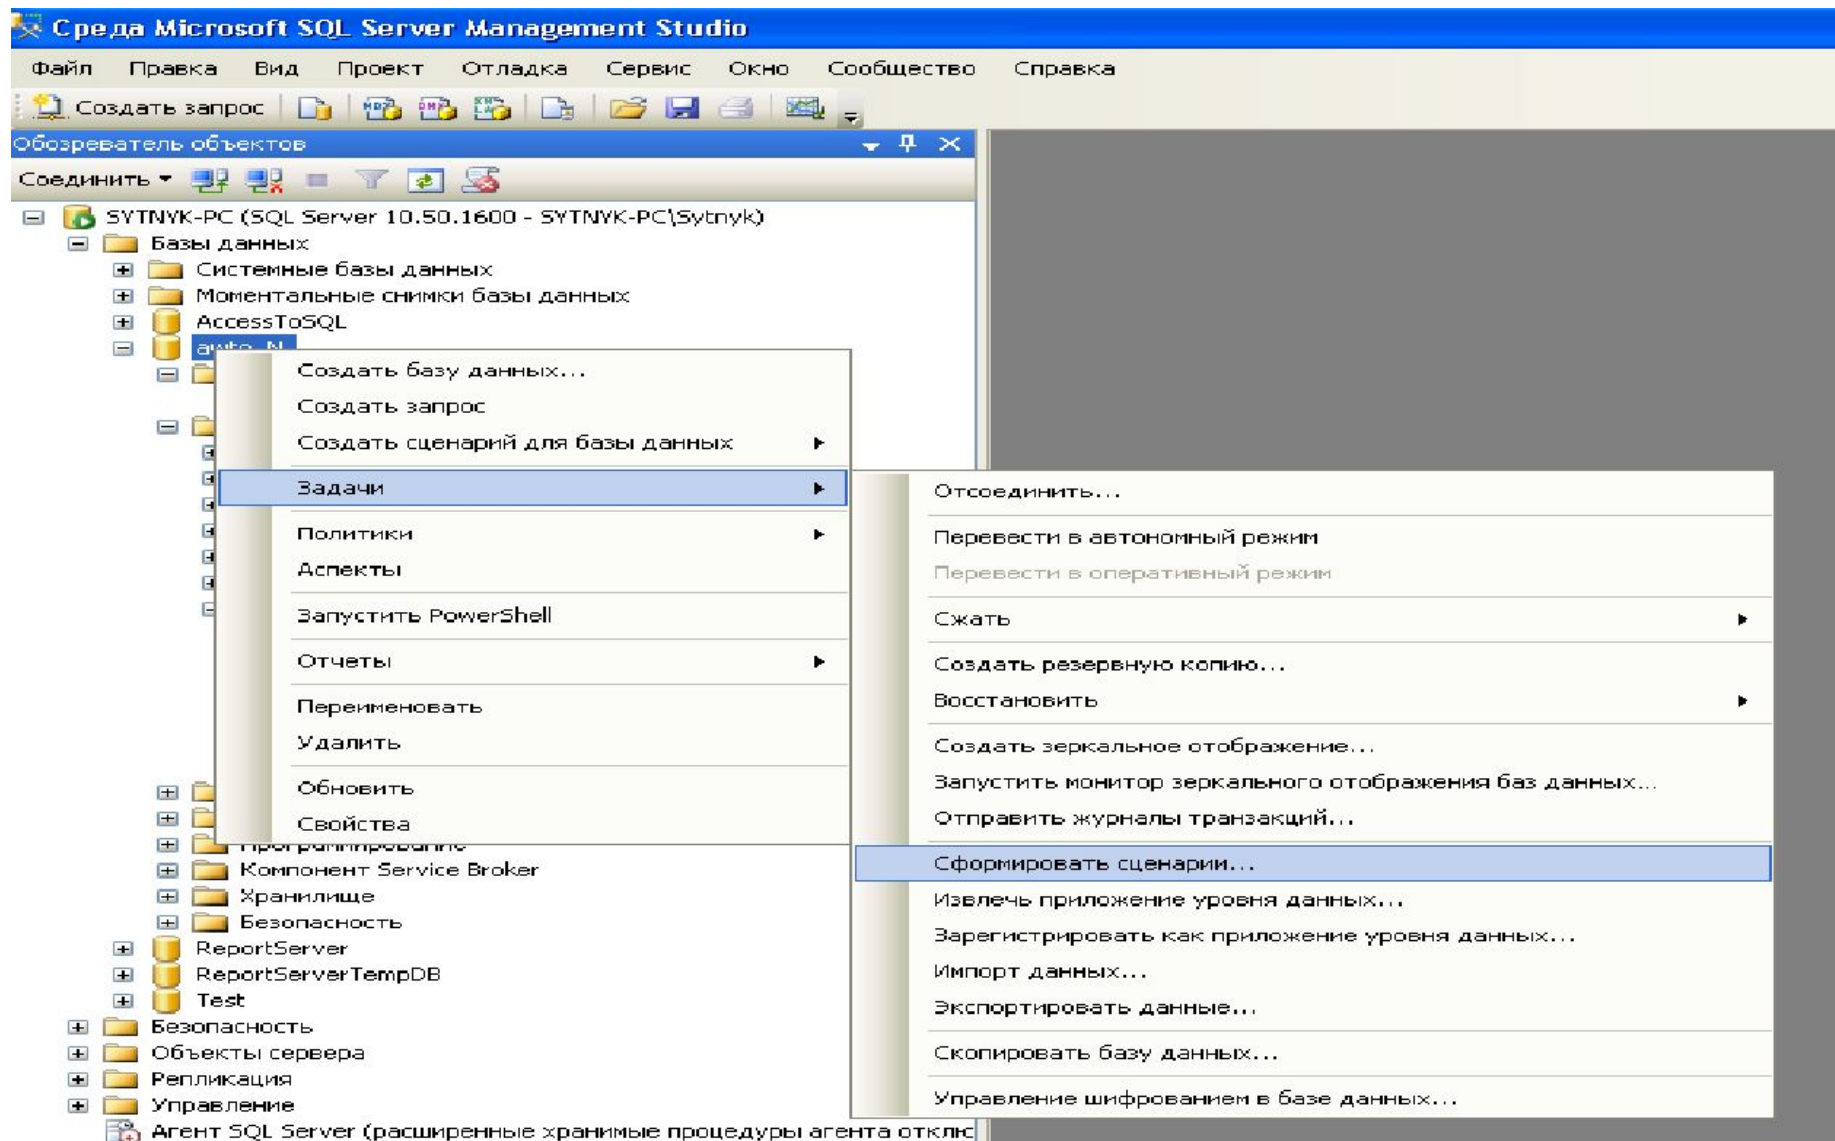 Среда Microsoft SQL Server Management Studio
Файл Правка Вид Проект Отладка Сервис Окно Сообщество Справка
Создать запрос
Обозреватель объектов
Соединить
SYTNYK-PC (SQL Server 10.50.1600 - SYTNYK-PC\Sytnyk)
Базы данных
Системные базы данных
Моментальные снимки базы данных
AccessToSQL
Создать базу данных...
Создать запрос
Создать сценарий для базы данных
Задачи
Политики
Аспекты
Запустить PowerShell
Отчеты
Переименовать
Удалить
Обновить
Свойства
Отсоединить...
Перевести в автономный режим
Перевести в оперативный режим
Сжать
Создать резервную копию...
Восстановить
Создать зеркальное отображение...
Запустить монитор зеркального отображения баз данных...
Отправить журналы транзакций...
Сформировать сценарии...
Извлечь приложение уровня данных...
Зарегистрировать как приложение уровня данных...
Импорт данных...
Экспортировать данные...
Скопировать базу данных...
Управление шифрованием в базе данных...
Программирование
Компонент Service Broker
Хранилище
Безопасность
ReportServer
ReportServerTempDB
Test
Безопасность
Объекты сервера
Репликация
Управление
Агент SQL Server (расширенные хранимые процедуры агента отклю